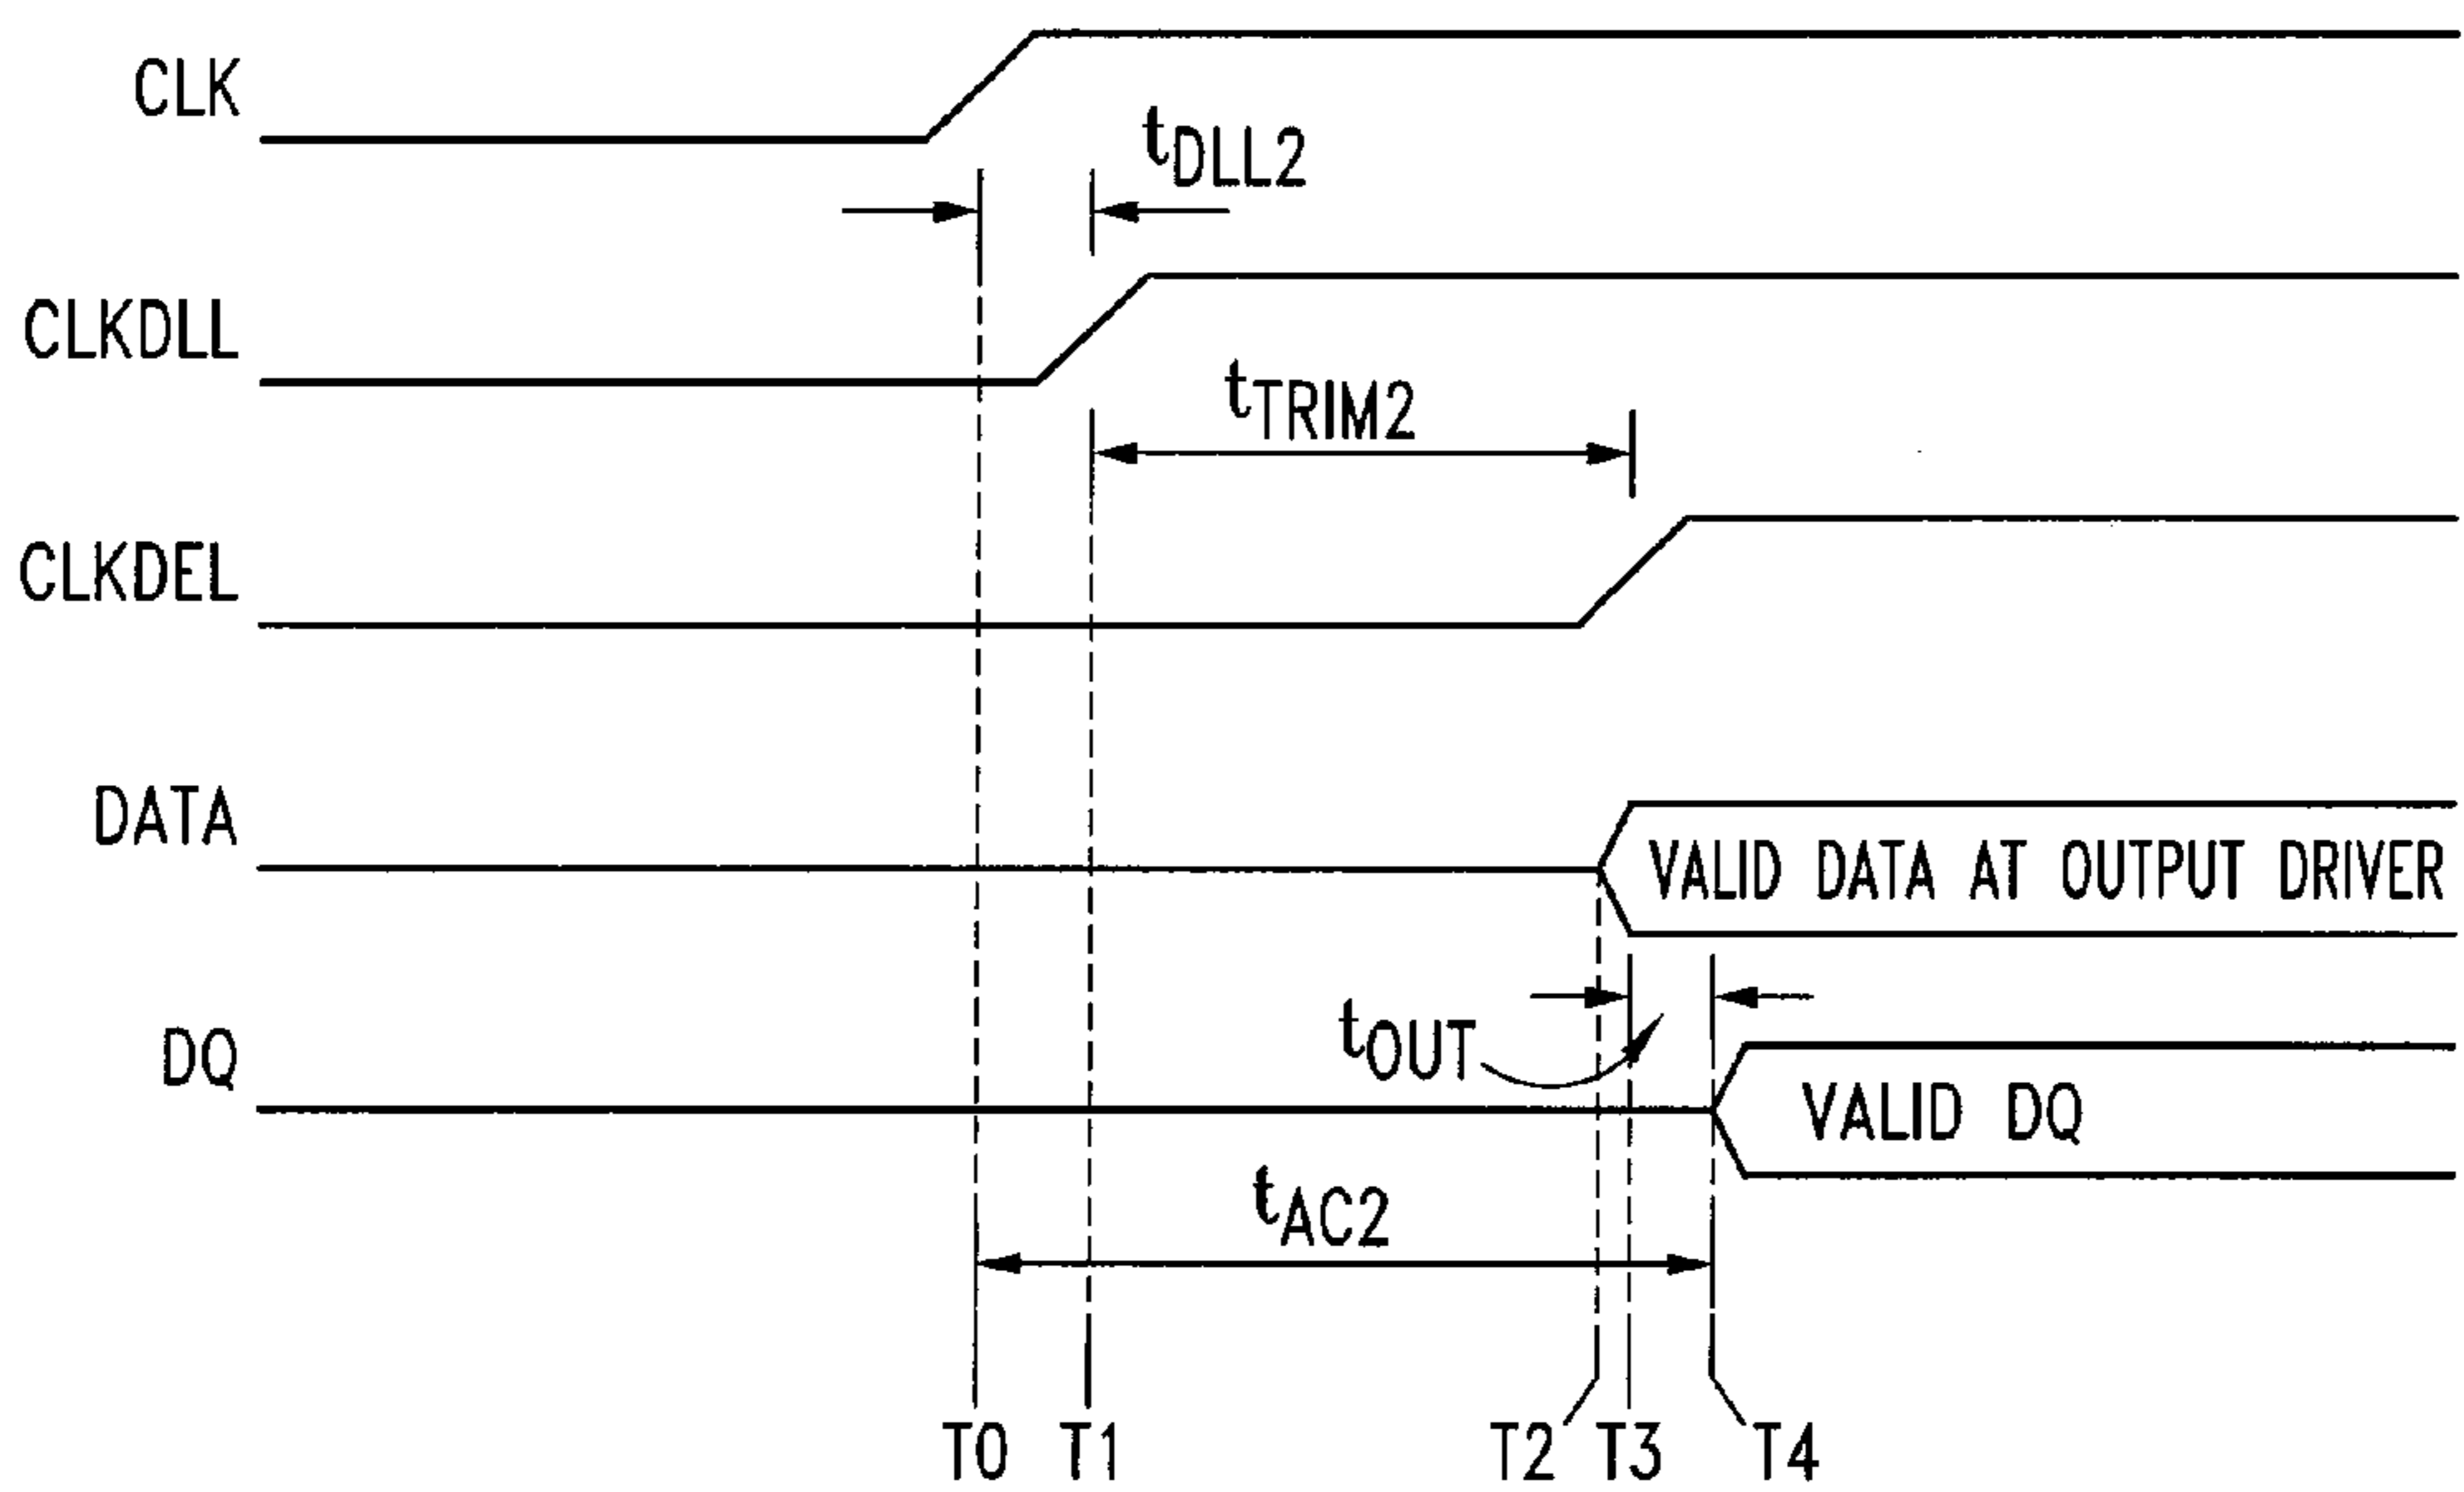 CLK
tDLL2
CLKDLL
tTRIM2
CLKDEL
DATA
VALID DATA AT OUTPUT DRIVER
tOUT
DQ
VALID DQ
tAC2
T0 T1 T2 T3 T4